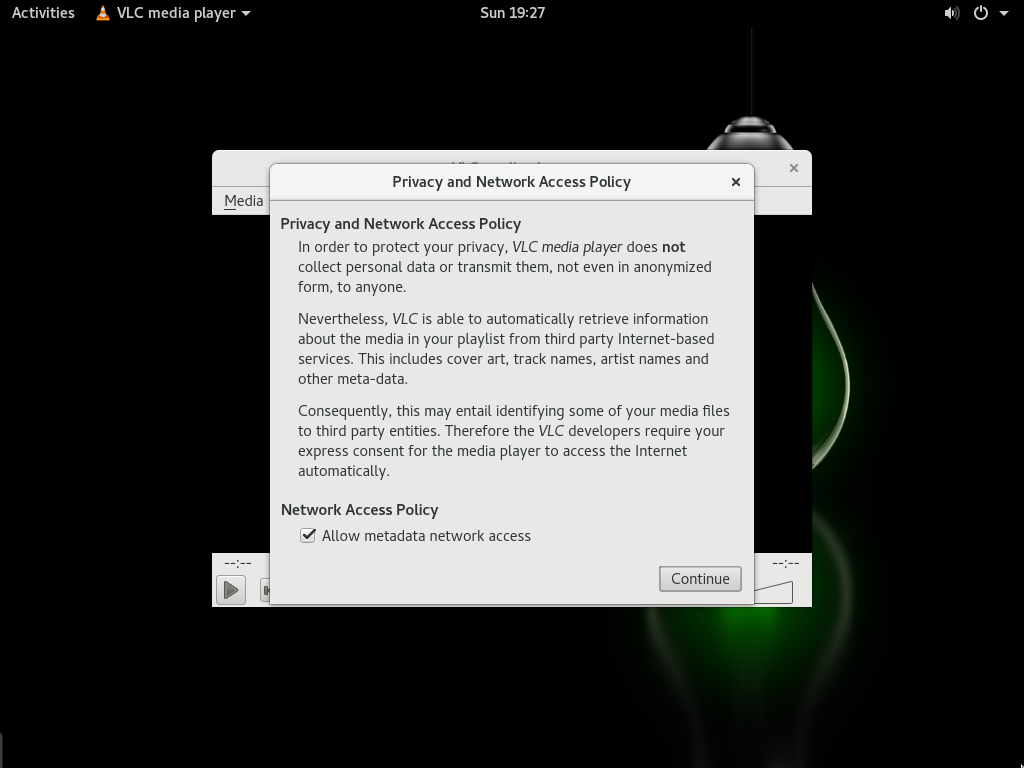 Activities VLC media player Sun 19:27
Privacy and Network Access Policy
Media
Privacy and Network Access Policy
In order to protect your privacy, VLC media player does not
collect personal data or transmit them, not even in anonymized
form, to anyone.
Nevertheless, VLC is able to automatically retrieve information
about the media in your playlist from third party Internet-based
services. This includes cover art, track names, artist names and
other meta-data.
Consequently, this may entail identifying some of your media files
to third party entities. Therefore the VLC developers require your
express consent for the media player to access the Internet
automatically.
Network Access Policy
Allow metadata network access
--:-- --:--
Continue